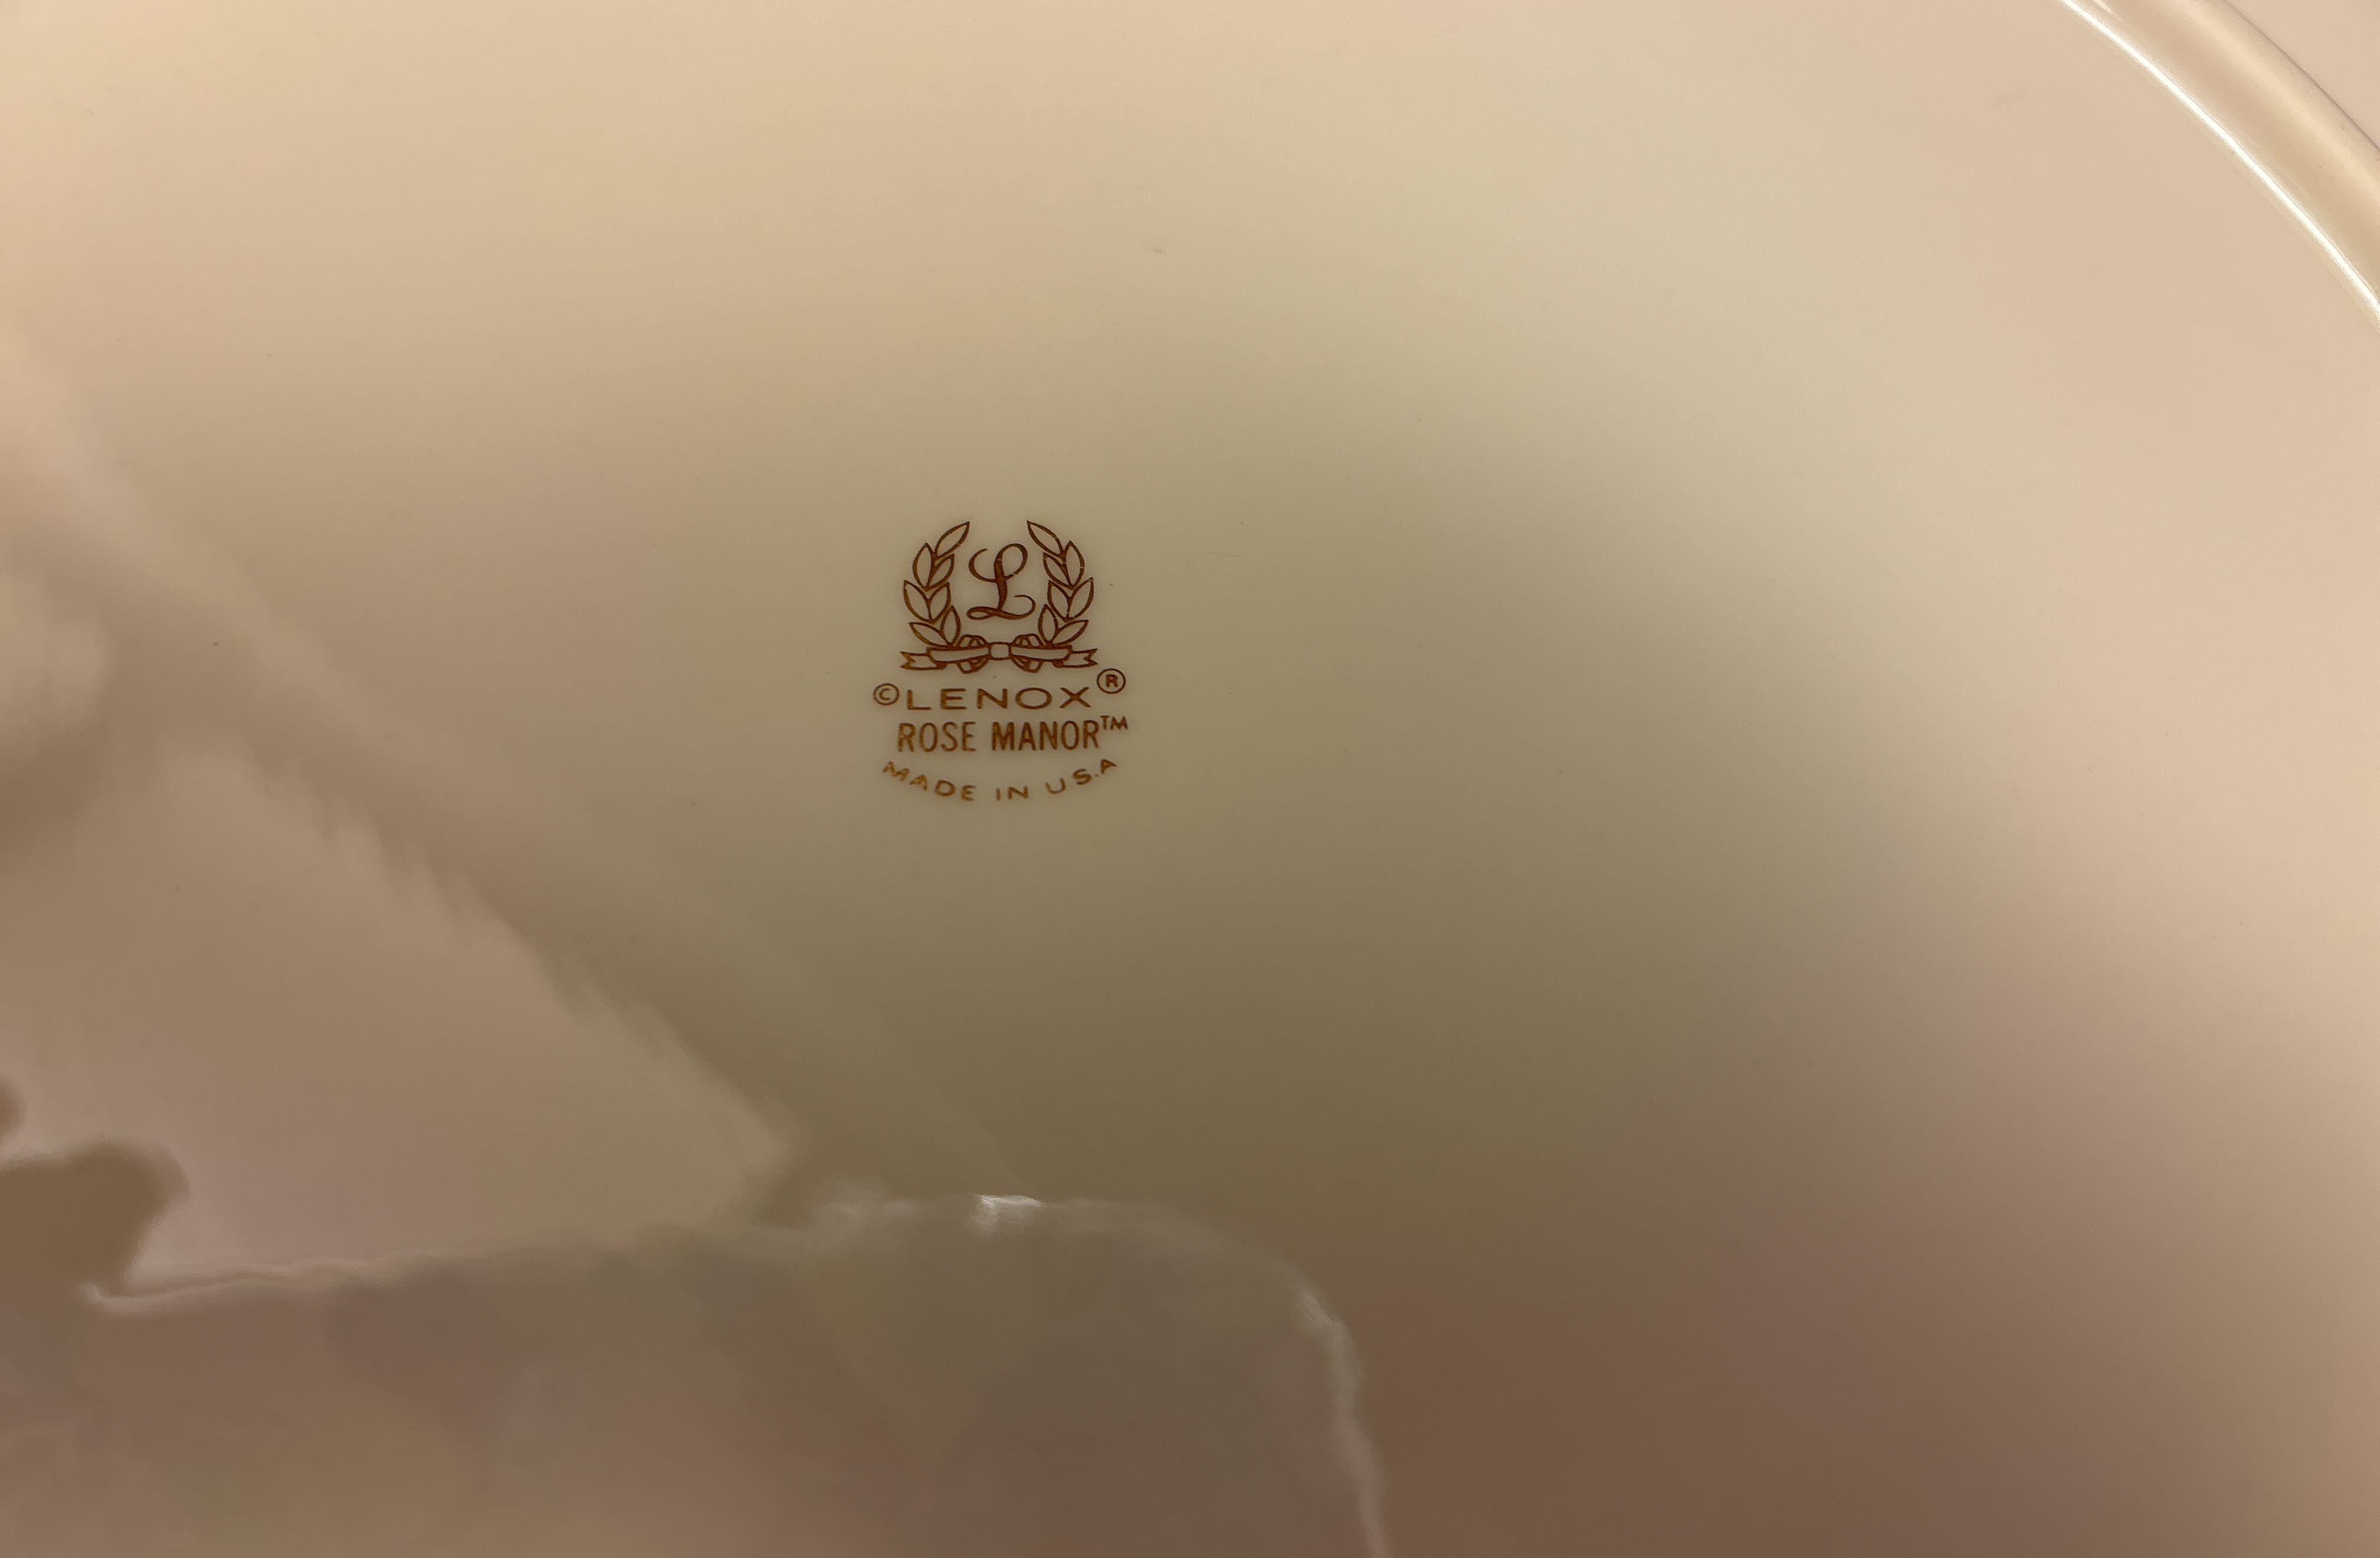 L
©LENOX®
ROSE MANOR™
MADE IN U.S.A